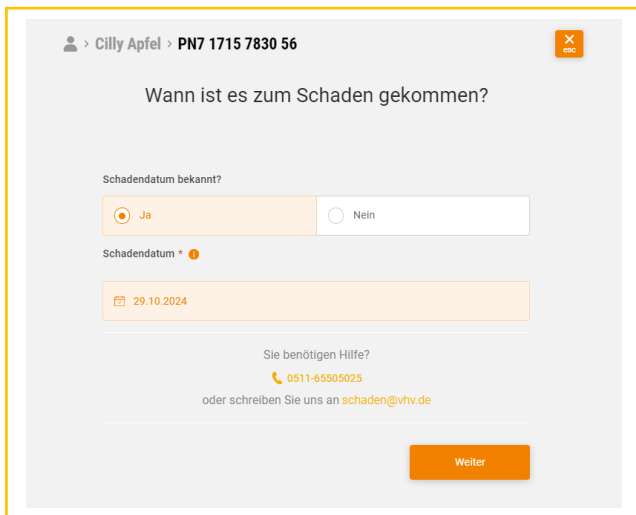 > Cilly Apfel > PN7 1715 7830 56
X
esc
Wann ist es zum Schaden gekommen?
Schadendatum bekannt?
Ja
Nein
Schadendatum * i
29.10.2024
Sie benötigen Hilfe?
0511-65505025
oder schreiben Sie uns an schaden@vhv.de
Weiter